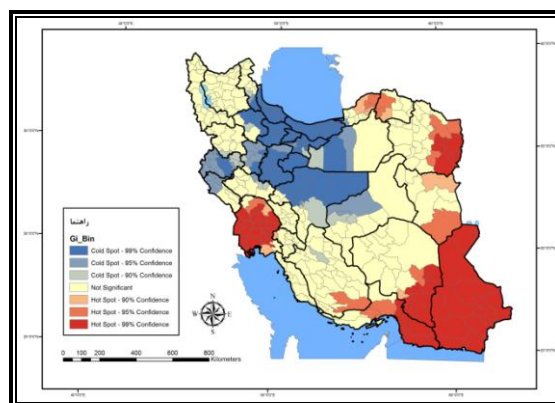 راهنما
Gi_Bin
Cold Spot - 99% Confidence
Cold Spot - 95% Confidence
Cold Spot - 90% Confidence
Not Significant
Hot Spot - 90% Confidence
Hot Spot - 95% Confidence
Hot Spot - 99% Confidence
N
W E
S
0 100 200 400 600 800
Kilometers